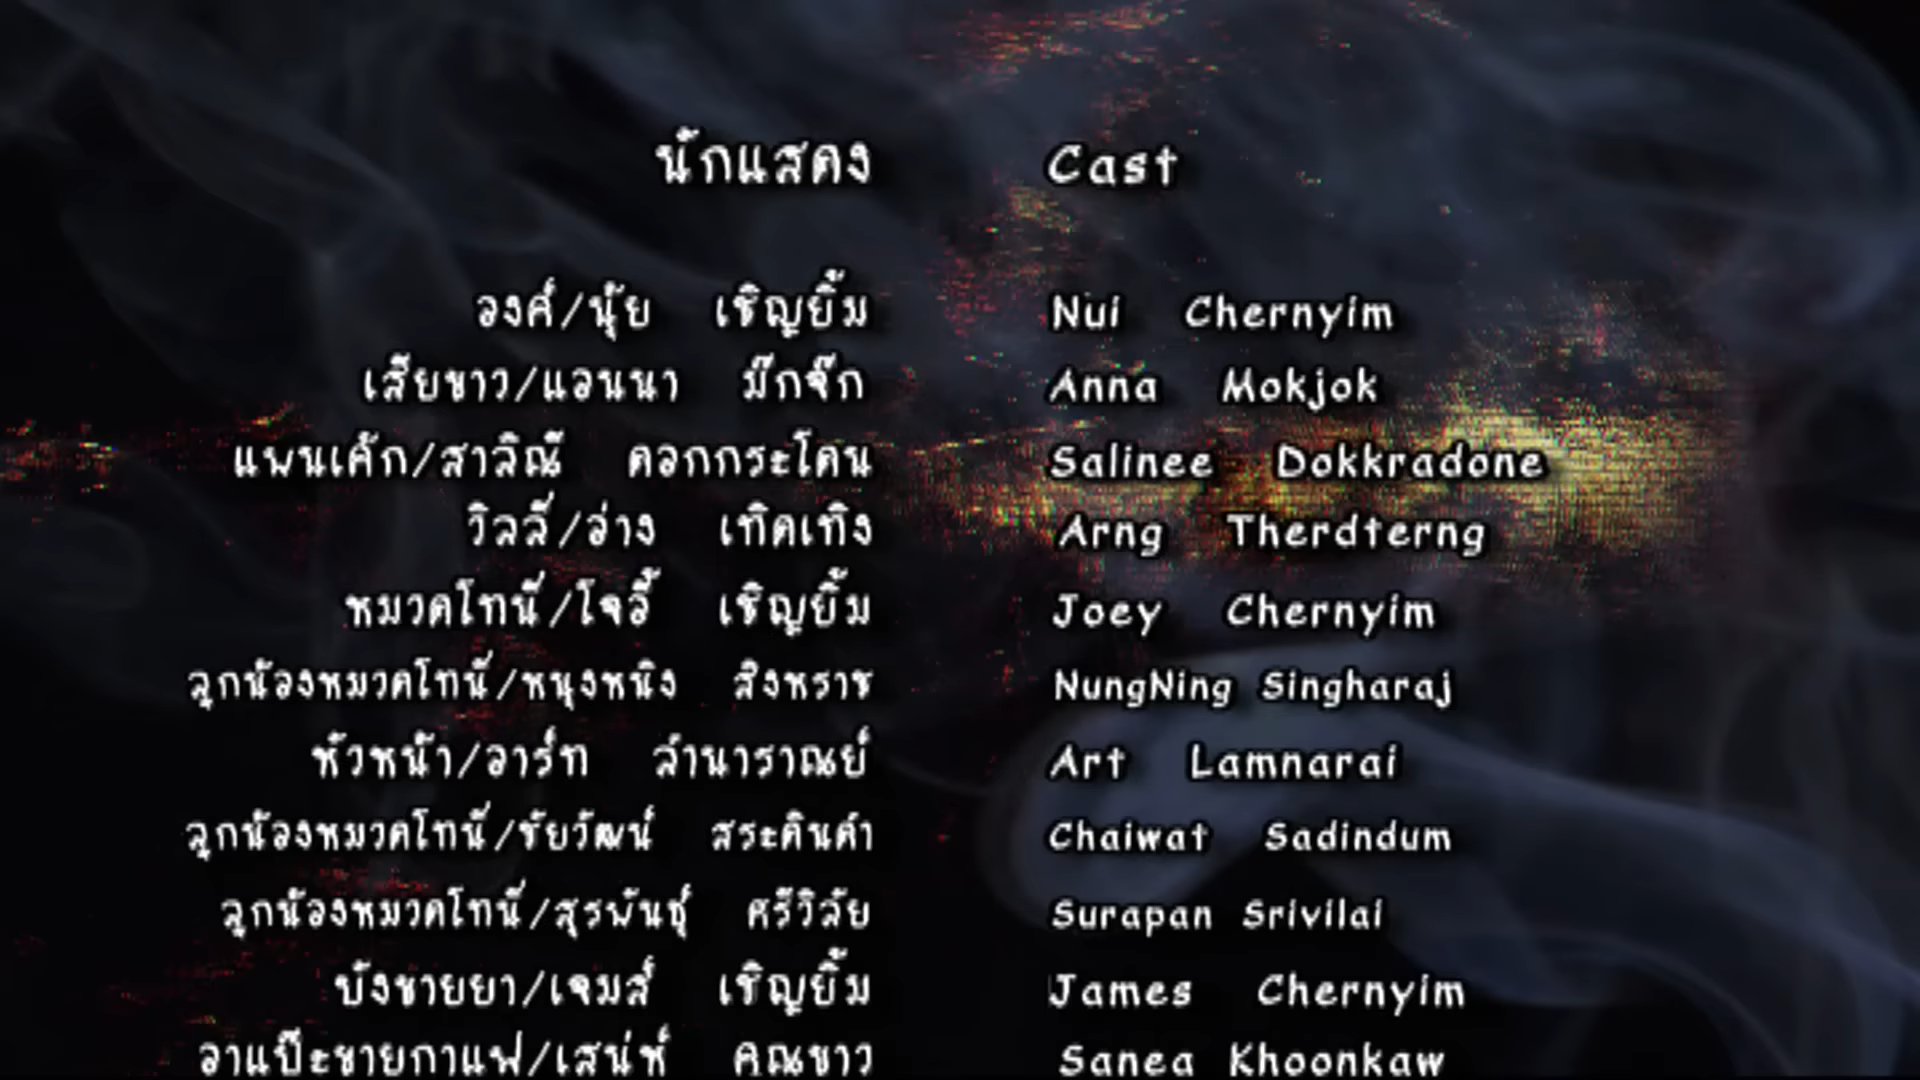 นักแสดง Cast
องค์/นุ้ย เชิญยิ้ม Nui Chernyim
เสี่ยขาว/แอนนา ม๊กจ๊ก Anna Mokjok
แพนเค้ก/สาลิณี ดอกกระโดน Salinee Dokkradone
วิลลี่/อ่าง เทิดเทิง Arng Therdterng
หมวดโทนี่/โจอี้ เชิญยิ้ม Joey Chernyim
ลูกน้องหมวดโทนี่/หนุงหนิง สิงหราช NungNing Singharaj
หัวหน้า/อาร์ท ลำนารายณ์ Art Lamnarai
ลูกน้องหมวดโทนี่/ชัยวัฒน์ สระดินดำ Chaiwat Sadindum
ลูกน้องหมวดโทนี่/สุรพันธุ์ ศรีวิลัย Surapan Srivilai
บังขายยา/เจมส์ เชิญยิ้ม James Chernyim
อาแป๊ะขายกาแฟ/เสน่ห์ คุณขาว Sanea Khoonkaw